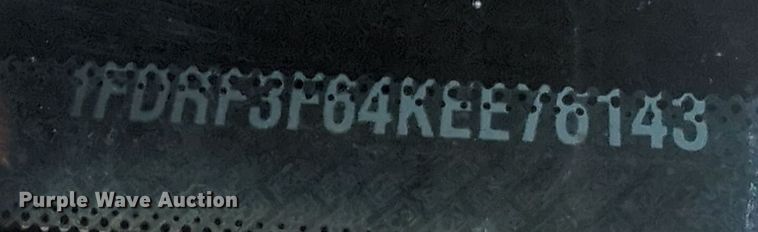 1FDRF3F64KEE76143
Purple Wave Auction